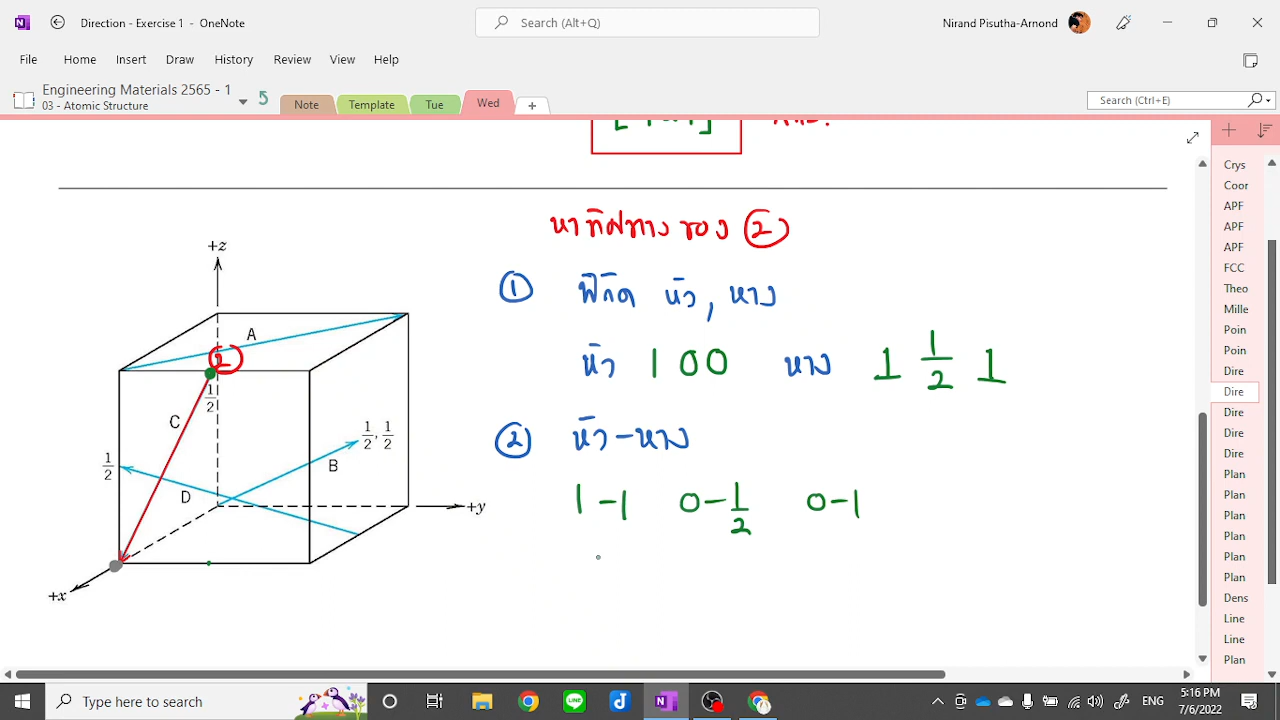 Direction - Exercise 1 - OneNote
Search (Alt+Q)
Nirand Pisutha-Arnond
File Home Insert Draw History Review View Help
Engineering Materials 2565 - 1
03 - Atomic Structure
Note Template Tue Wed
Search (Ctrl+E)
หาทิศทางของ ②
① พิกัด หัว, หาง
หัว 1 0 0 หาง 1 1/2 1
② หัว - หาง
1 - 1 0 - 1/2 0 - 1
+z
A
②
1/2
C
1/2, 1/2
B
1/2
D
+y
+x
Crys
Coor
APF
APF
APF
FCC
Theo
Mille
Poin
Poin
Dire
Dire
Dire
Dire
Dire
Plan
Plan
Plan
Plan
Plan
Plan
Dens
Line
Line
Plan
Type here to search
ENG
5:16 PM
7/6/2022